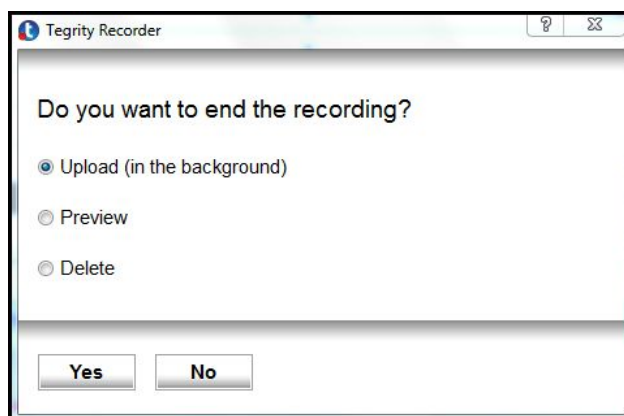 Tegrity Recorder
Do you want to end the recording?
Upload (in the background)
Preview
Delete
Yes No